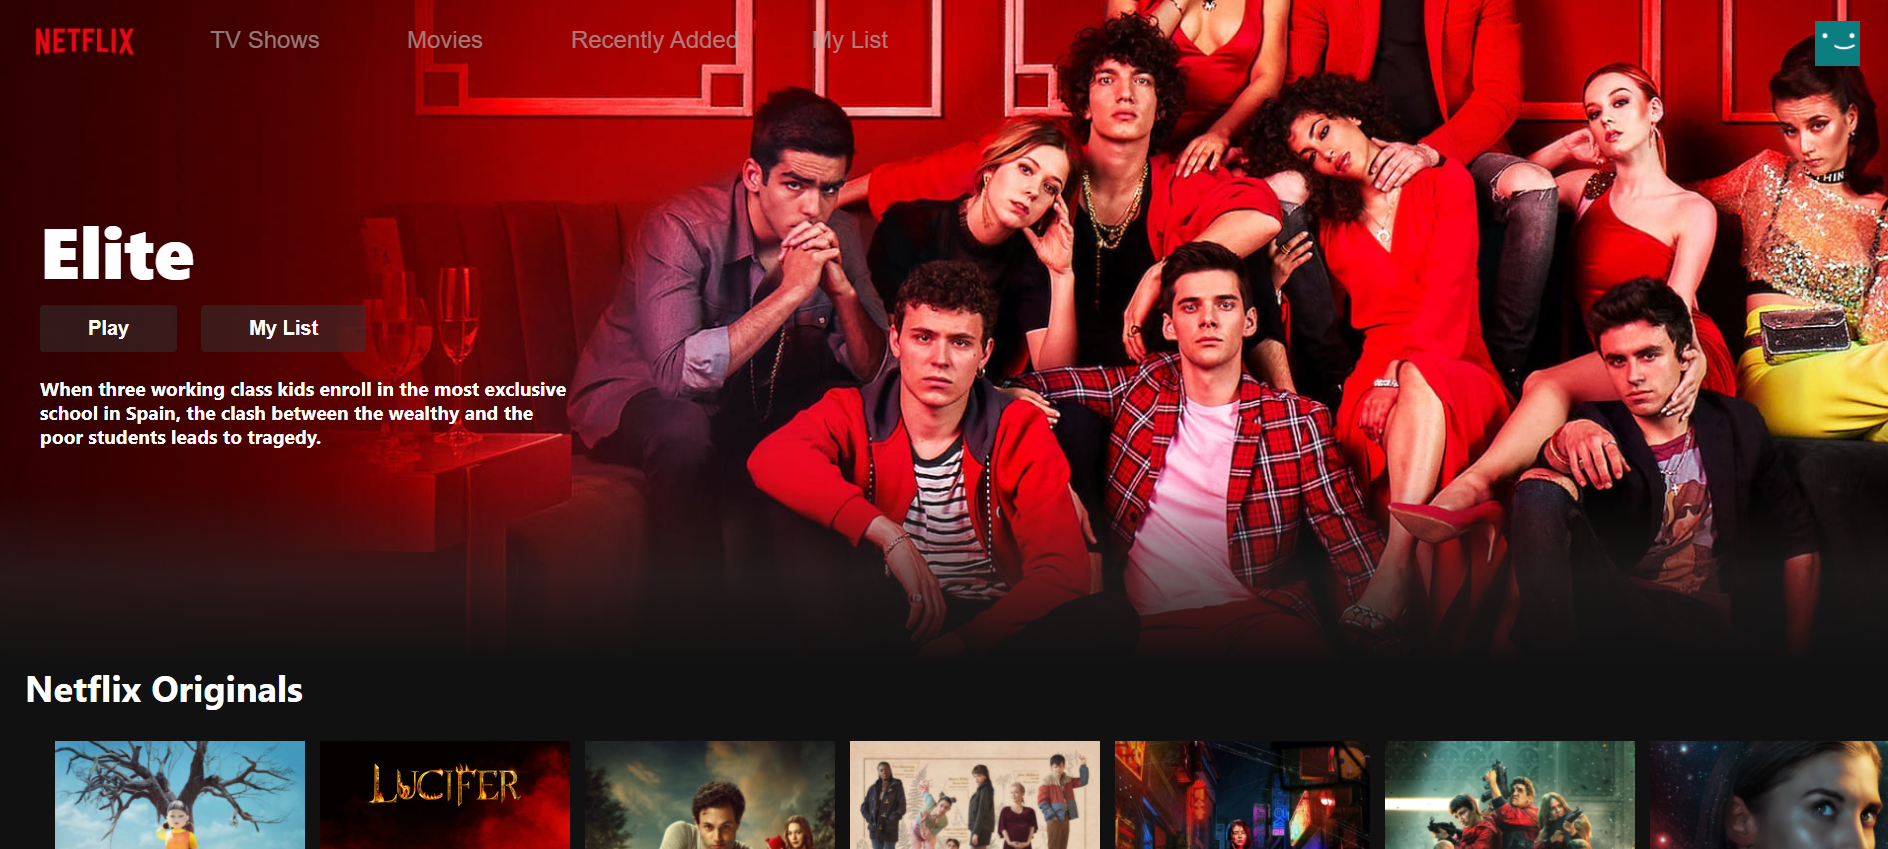 NETFLIX TV Shows Movies Recently Added My List
Elite
Play My List
When three working class kids enroll in the most exclusive
school in Spain, the clash between the wealthy and the
poor students leads to tragedy.
Netflix Originals
LUCIFER